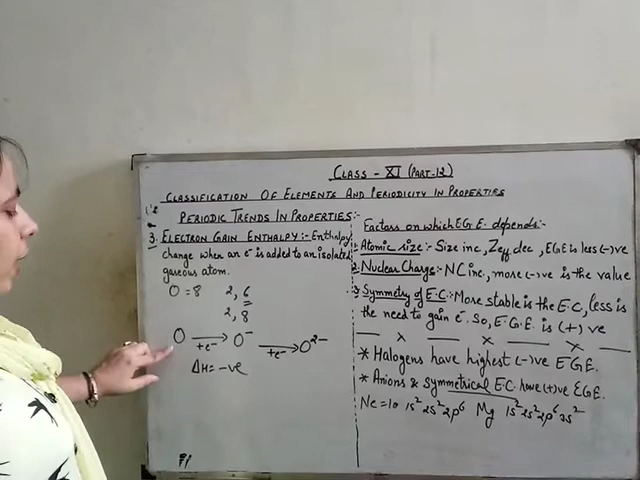 CLASS - XI (PART-12)
CLASSIFICATION OF ELEMENTS AND PERIODICITY IN PROPERTIES
PERIODIC TRENDS IN PROPERTIES:-
3. ELECTRON GAIN ENTHALPY :- Enthalpy
change when an e⁻ is added to an isolated
gaseous atom.
O = 8 2, 6
2, 8
O →+e⁻ O⁻ →+e⁻ O²⁻
ΔH = -ve
Factors on which EGE. depends:-
1. Atomic size :- Size inc, Zeff dec, EGE is less (-)ve
2. Nuclear Charge:- NC inc., more (-)ve is the value
3. Symmetry of E.C:- More stable is the E.C, less is
the need to gain e⁻. So, E.G.E. is (+) ve
— x — x — x —
* Halogens have highest (-)ve EGE.
* Anions & symmetrical E.C. have (+)ve EGE.
Ne = 10 1s² 2s² 2p⁶ Mg 1s² 2s² 2p⁶ 3s²